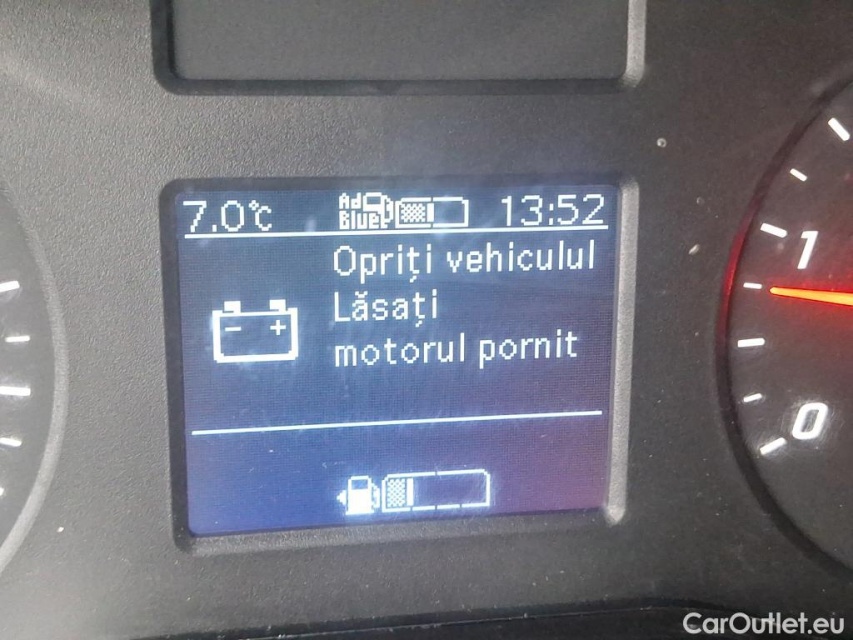 7.0°c AdBlue 13:52
Opriți vehiculul
Lăsați
motorul pornit
- +
1
0
CarOutlet.eu